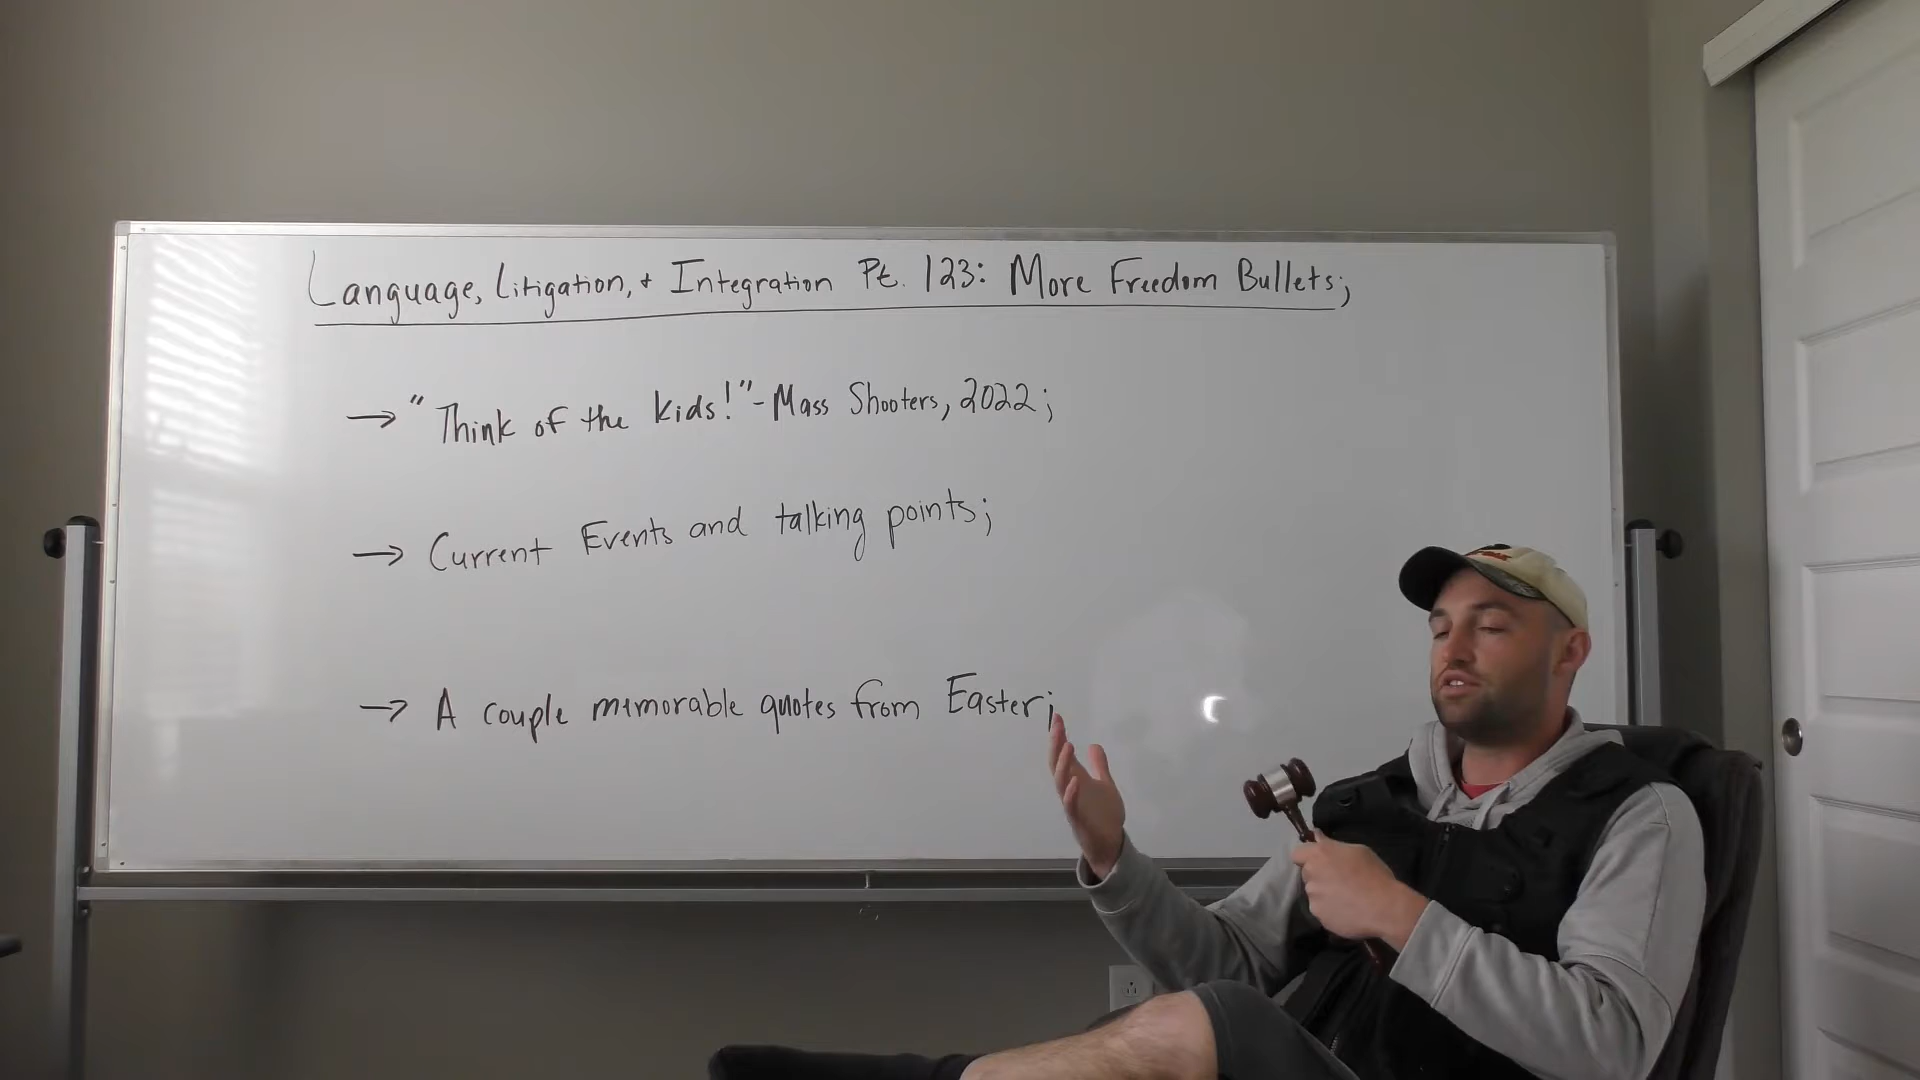 Language, Litigation, + Integration Pt. 123: More Freedom Bullets;
→ "Think of the kids!" - Mass Shooters, 2022;
→ Current Events and talking points;
→ A couple memorable quotes from Easter;